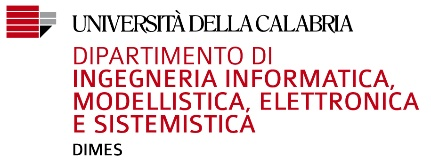 UNIVERSITÀ DELLA CALABRIA
DIPARTIMENTO DI
INGEGNERIA INFORMATICA,
MODELLISTICA, ELETTRONICA
E SISTEMISTICA
DIMES